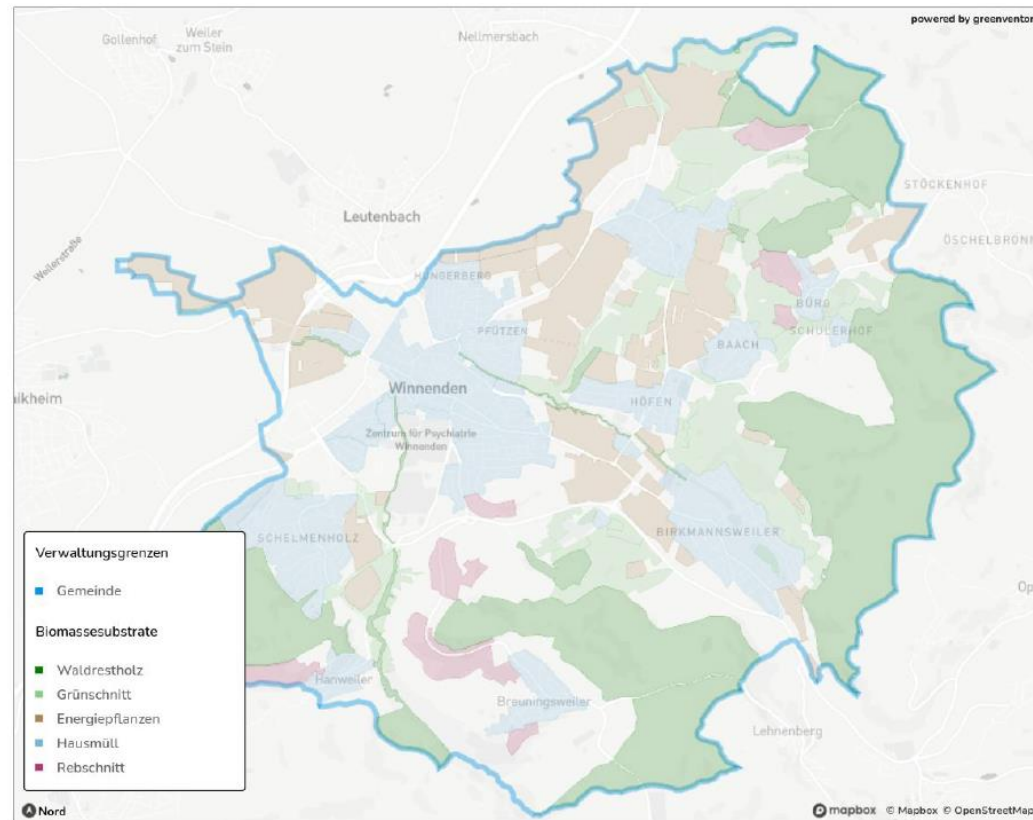 powered by greenventory
Weiler
zum Stein
Gollenhof
Nellmersbach
STÖCKENHOF
Leutenbach
ÖSCHELBRONN
Weilerstraße
HUNGERBERG
BÜRG
PFÜTZEN
SCHULERHOF
BAACH
Winnenden
aikheim
HÖFEN
Zentrum für Psychiatrie
Winnenden
BIRKMANNSWEILER
SCHELMENHOLZ
Verwaltungsgrenzen
Gemeinde
Op
Biomassesubstrate
Waldrestholz
Hanweiler
Grünschnitt
Breuningsweiler
Energiepflanzen
Lehnenberg
Hausmüll
Rebschnitt
Nord
mapbox © Mapbox © OpenStreetMap